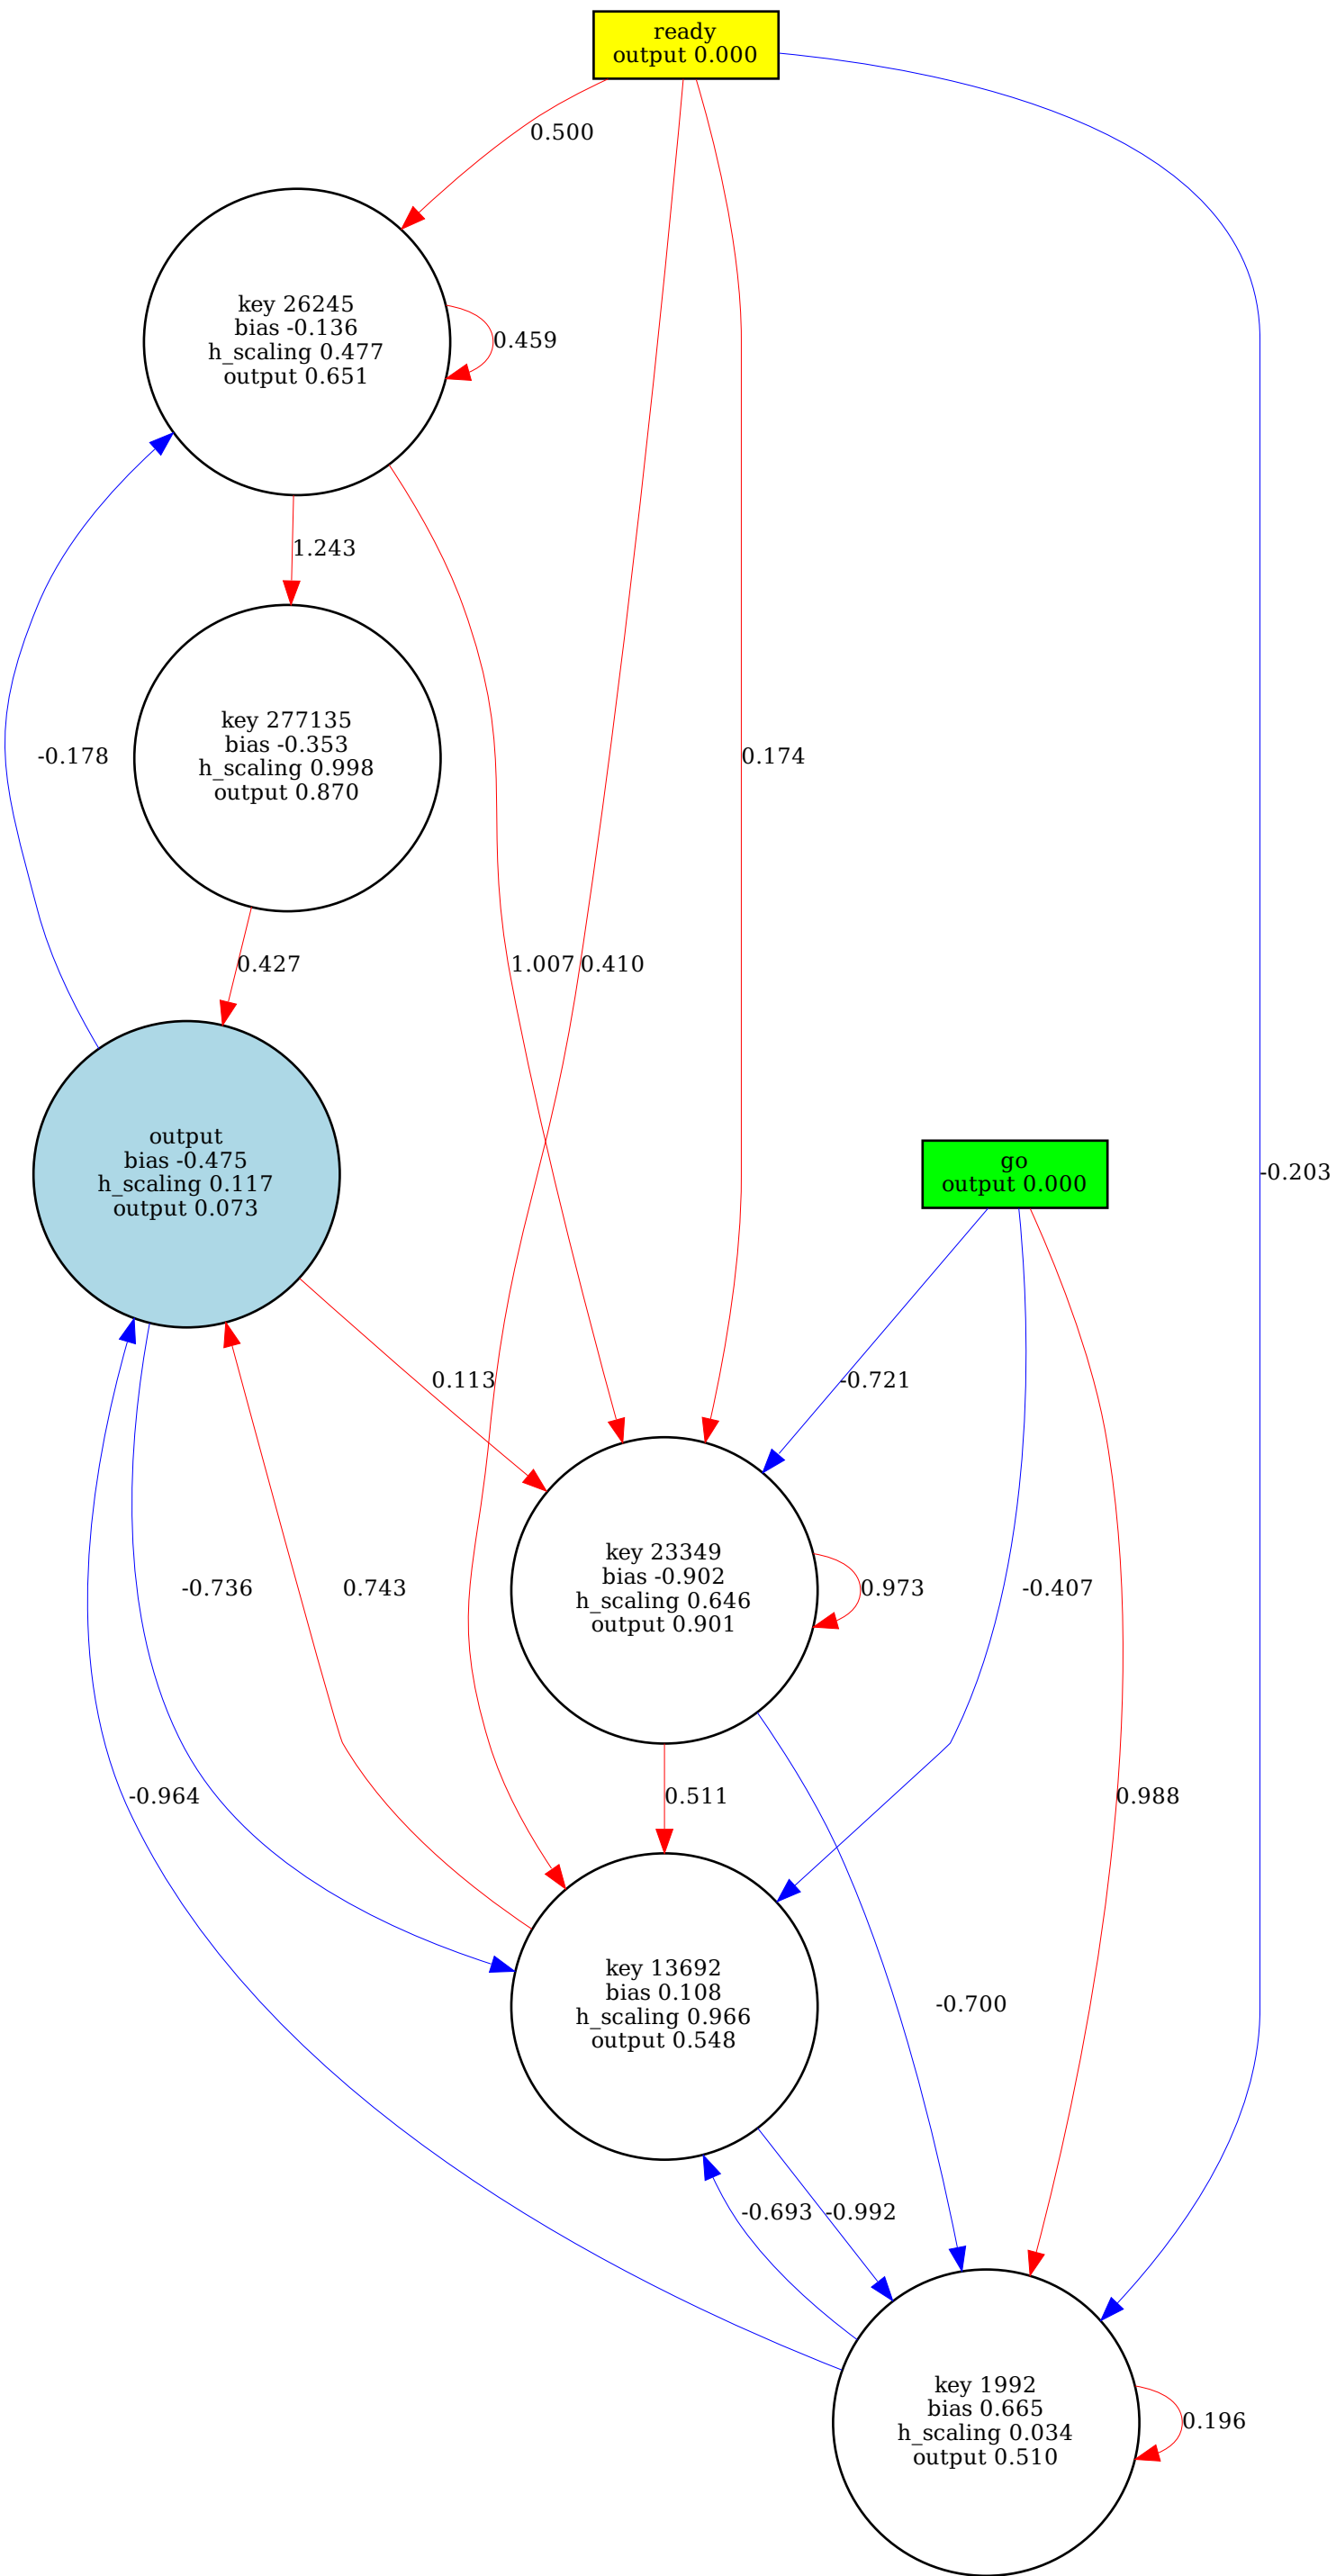 ready
output 0.000
0.500
key 26245
bias -0.136
h_scaling 0.477
output 0.651
0.459
1.243
key 277135
bias -0.353
h_scaling 0.998
output 0.870
-0.178
0.174
0.427
1.007
0.410
output
bias -0.475
h_scaling 0.117
output 0.073
go
output 0.000
-0.203
0.113
-0.721
key 23349
bias -0.902
h_scaling 0.646
output 0.901
-0.736
0.743
0.973
-0.407
-0.964
0.511
0.988
key 13692
bias 0.108
h_scaling 0.966
output 0.548
-0.700
-0.693
-0.992
key 1992
bias 0.665
h_scaling 0.034
output 0.510
0.196